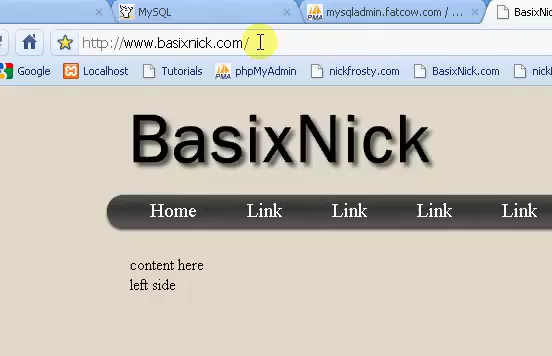 MySQL mysqladmin.fatcow.com / ... BasixN
http://www.basixnick.com/
Google Localhost Tutorials phpMyAdmin nickfrosty.com BasixNick.com nick
BasixNick
Home Link Link Link Link
content here
left side